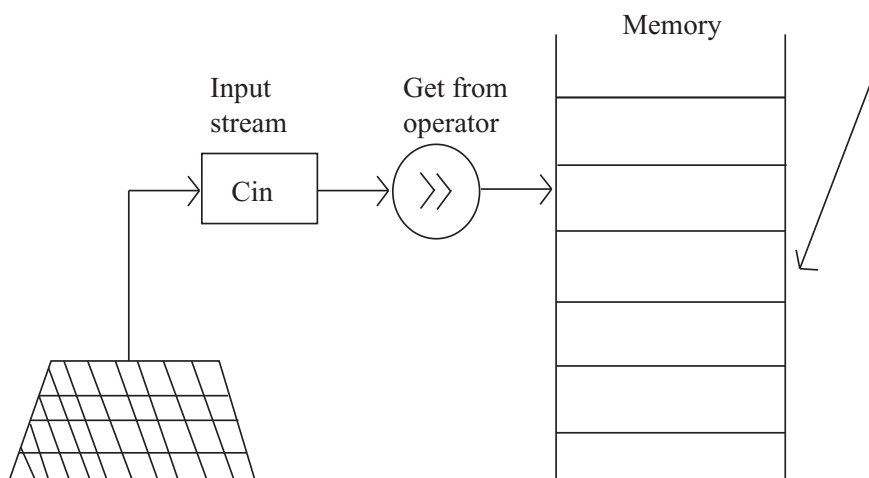 Memory
Input
stream
Get from
operator
Cin
>>